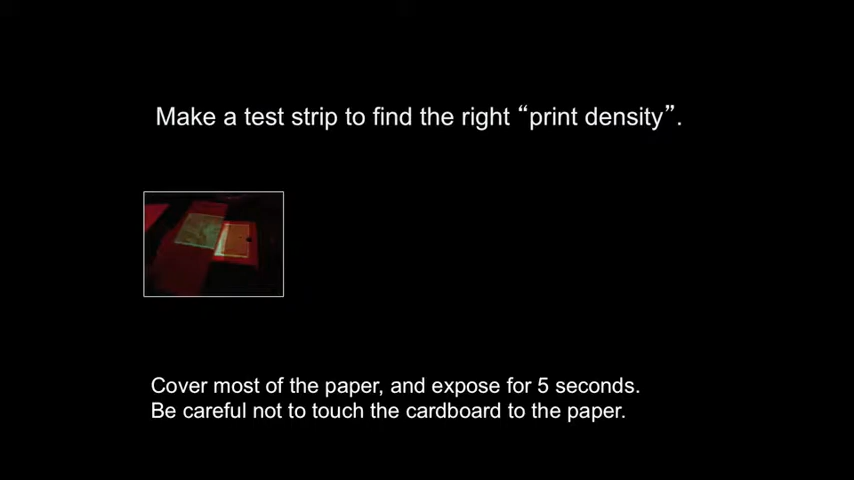 Make a test strip to find the right “print density”.
Cover most of the paper, and expose for 5 seconds.
Be careful not to touch the cardboard to the paper.